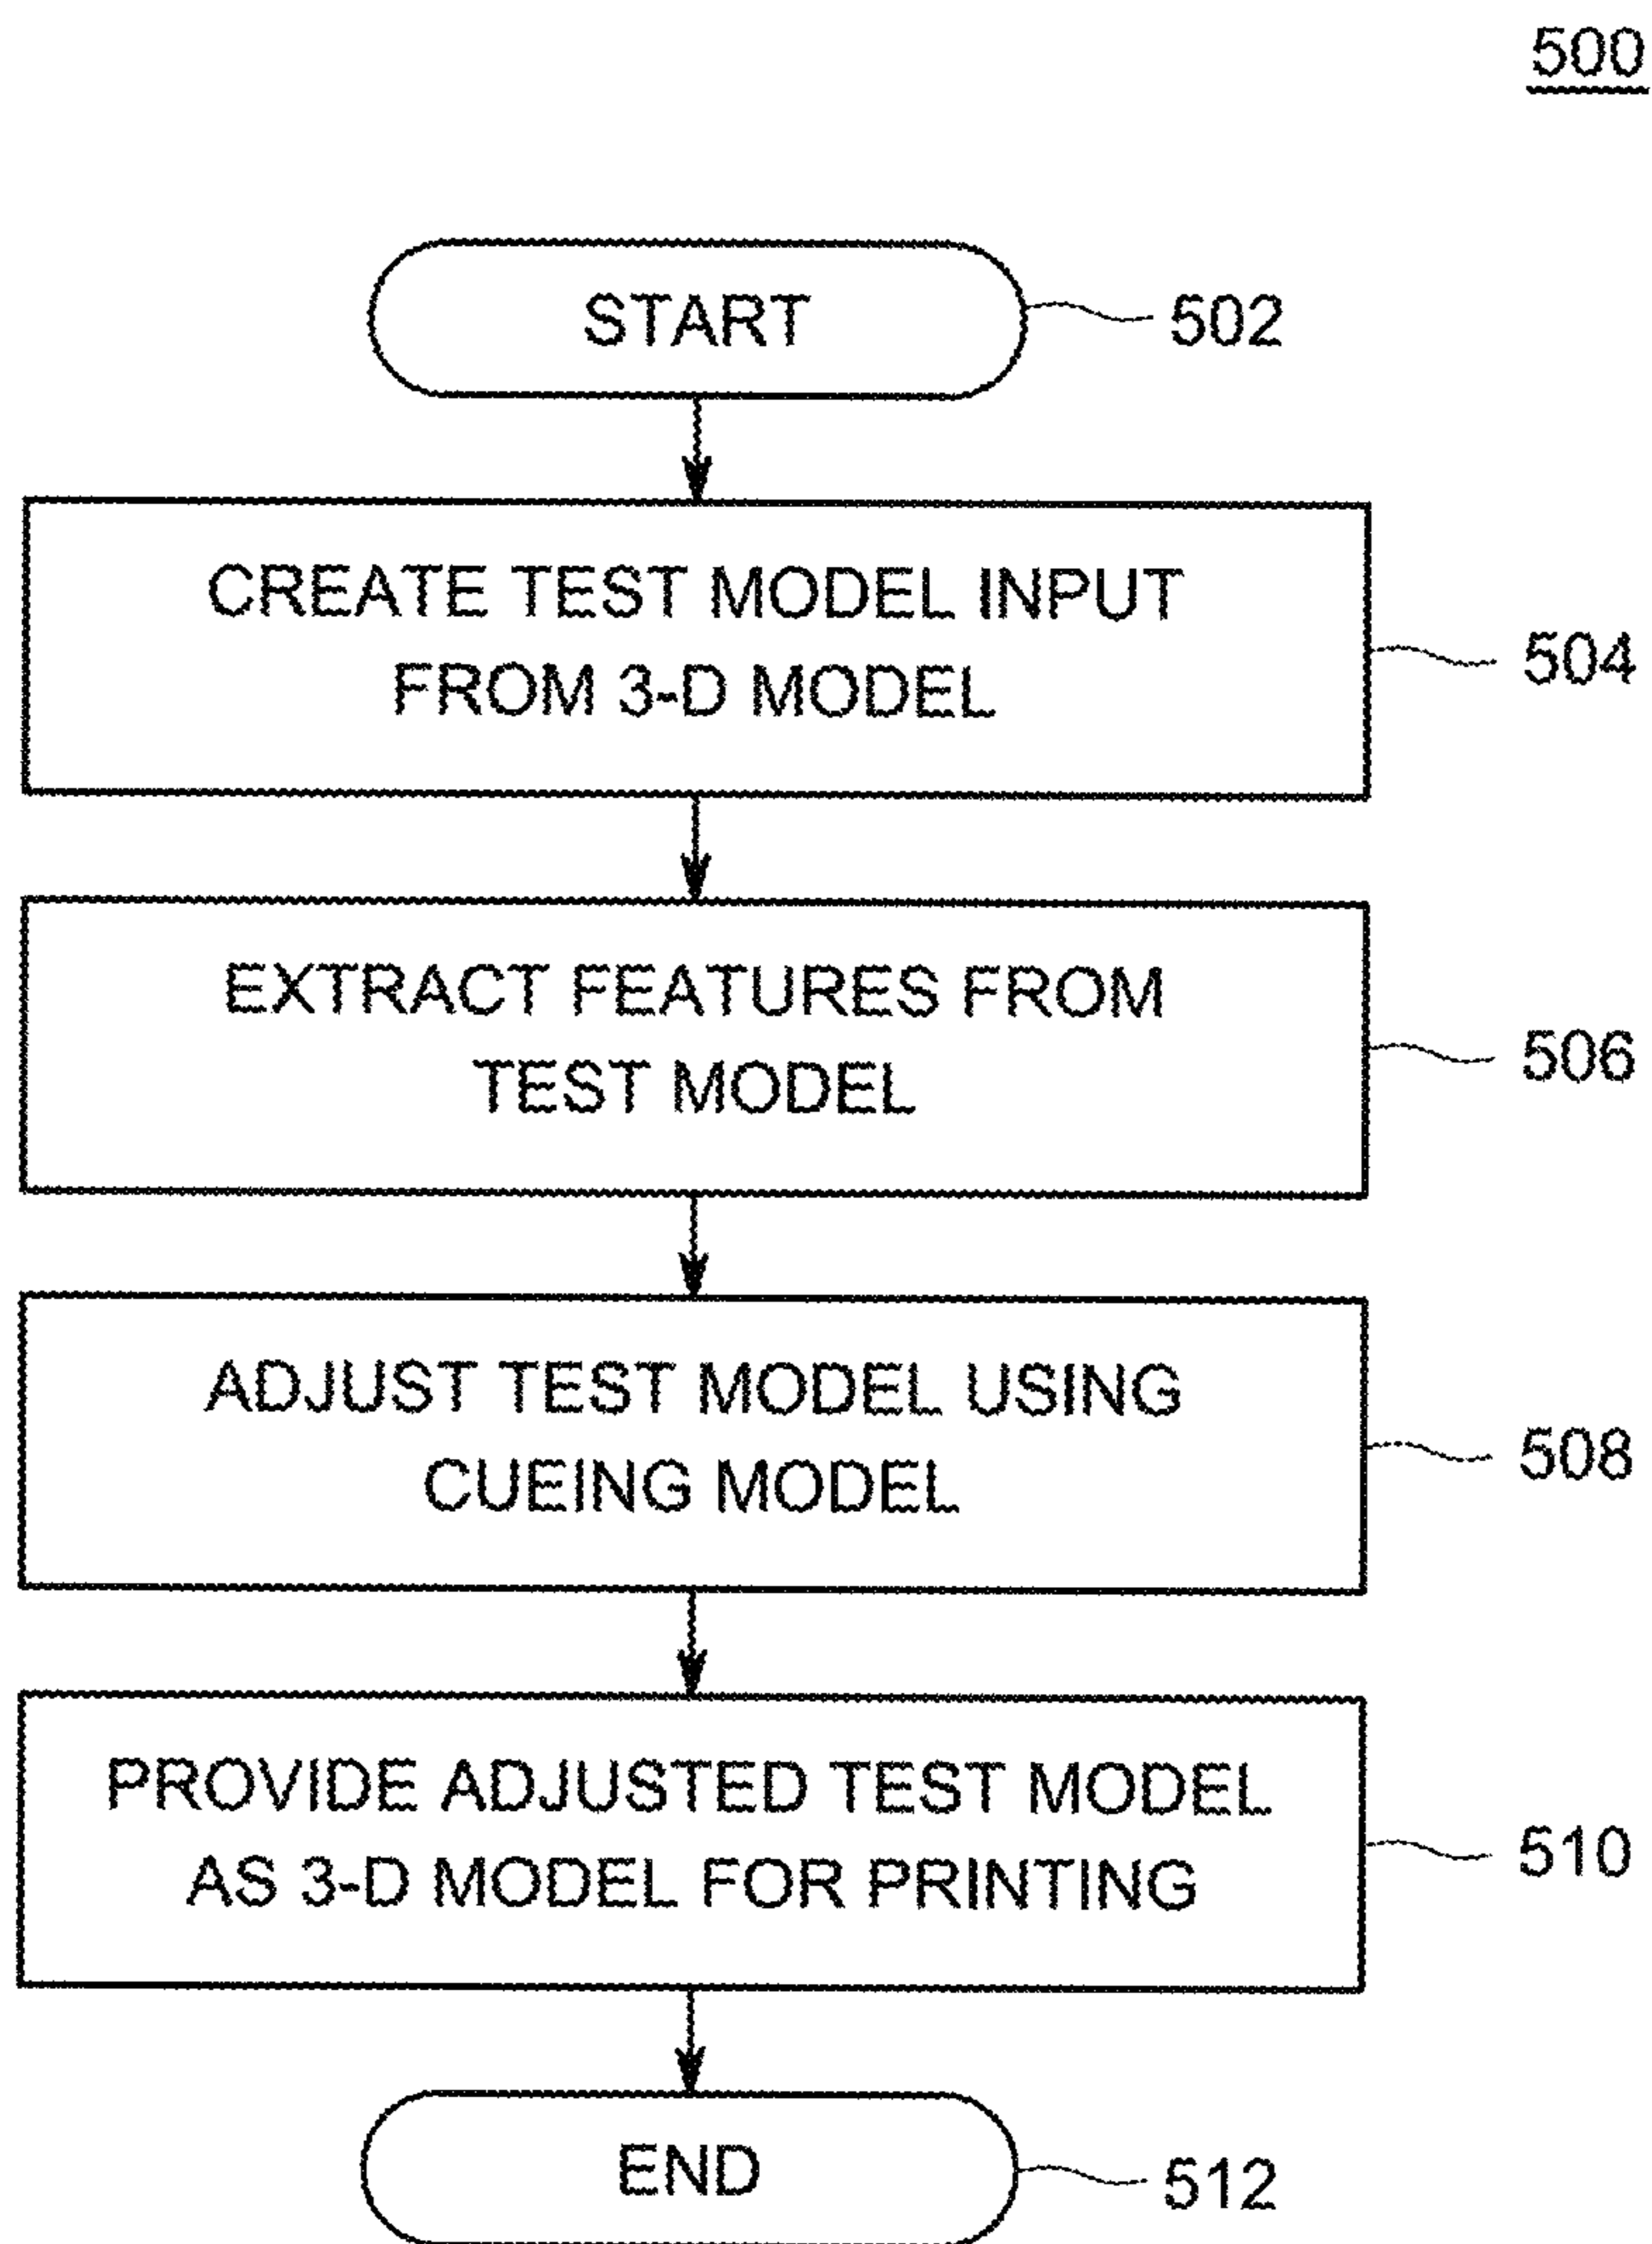 500
START
502
CREATE TEST MODEL INPUT
FROM 3-D MODEL
504
EXTRACT FEATURES FROM
TEST MODEL
506
ADJUST TEST MODEL USING
CUEING MODEL
508
PROVIDE ADJUSTED TEST MODEL
AS 3-D MODEL FOR PRINTING
510
END
512